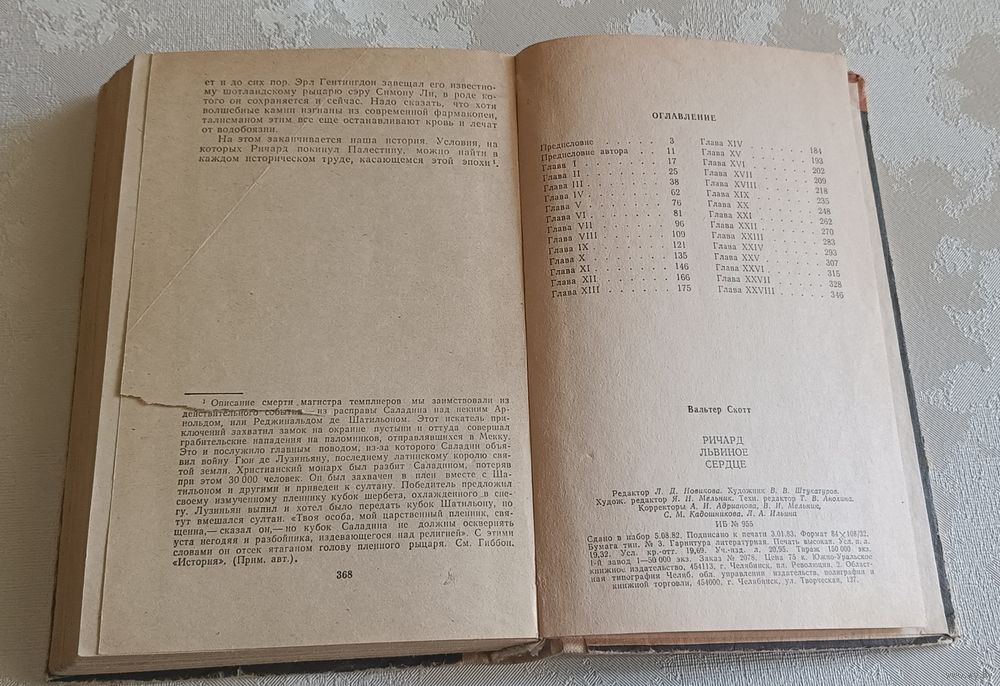 ет и до сих пор. Эрл Гентингдон завещал его известно-
му шотландскому рыцарю сэру Симону Ли, в роде ко-
того он сохраняется и сейчас. Надо сказать, что хотя
волшебные камни изгнаны из современной фармакопеи,
талисманом этим все еще останавливают кровь и лечат
от водобоязни.
На этом заканчивается наша история. Условия, на
которых Ричард покинул Палестину, можно найти в
каждом историческом труде, касающемся этой эпохи¹.
¹ Описание смерти магистра темплиеров мы заимствовали из
действительного события — из расправы Саладина над неким Ар-
нольдом, или Реджинальдом де Шатильоном. Этот искатель при-
ключений захватил замок на окраине пустыни и оттуда совершал
грабительские нападения на паломников, отправлявшихся в Мекку.
Это и послужило главным поводом, из-за которого Саладин объя-
вил войну Гюи де Лузиньяну, последнему латинскому королю свя-
той земли. Христианский монарх был разбит Саладином, потеряв
при этом 30 000 человек. Он был захвачен в плен вместе с Ша-
тильоном и другими и приведен к султану. Победитель предложил
своему измученному пленнику кубок шербета, охлажденного в сне-
гу. Лузиньян выпил и хотел было передать кубок Шатильону, но
тут вмешался султан. «Твоя особа, мой царственный пленник, свя-
щенна,— сказал он,— но кубок Саладина не должны осквернять
уста негодяя и разбойника, издевающегося над религией». С этими
словами он отсек ятаганом голову пленного рыцаря. См. Гиббон.
«История». (Прим. авт.).
368
ОГЛАВЛЕНИЕ
Предисловие . . . . . . . 3
Предисловие автора . . 11
Глава I . . . . . . . 17
Глава II . . . . . . . 25
Глава III . . . . . . . 38
Глава IV . . . . . . . 62
Глава V . . . . . . . 76
Глава VI . . . . . . . 81
Глава VII . . . . . . . 96
Глава VIII . . . . . . . 109
Глава IX . . . . . . . 121
Глава X . . . . . . . 135
Глава XI . . . . . . . 146
Глава XII . . . . . . . 166
Глава XIII . . . . . . . 175
Глава XIV . . . . . . . 184
Глава XV . . . . . . . 193
Глава XVI . . . . . . . 202
Глава XVII . . . . . . . 209
Глава XVIII . . . . . . . 218
Глава XIX . . . . . . . 235
Глава XX . . . . . . . 248
Глава XXI . . . . . . . 262
Глава XXII . . . . . . . 270
Глава XXIII . . . . . . . 283
Глава XXIV . . . . . . . 293
Глава XXV . . . . . . . 307
Глава XXVI . . . . . . . 315
Глава XXVII . . . . . . . 328
Глава XXVIII . . . . . . . 346
Вальтер Скотт
РИЧАРД
ЛЬВИНОЕ
СЕРДЦЕ
Редактор Л. Д. Новикова. Художник В. В. Штукатуров.
Худож. редактор Я. Н. Мельник. Техн. редактор Т. В. Анохина.
Корректоры А. И. Адрианова, В. И. Мельник,
С. М. Кадошникова, Л. А. Ильина
ИБ № 955
Сдано в набор 5.08.82. Подписано к печати 3.01.83. Формат 84×108/32.
Бумага тип. № 3. Гарнитура литературная. Печать высокая. Усл. п. л.
19,32. Усл. кр.-отт. 19,69. Уч.-изд. л. 20,95. Тираж 150 000 экз.
1-й завод 1—50 000 экз. Заказ № 2078. Цена 75 к. Южно-Уральское
книжное издательство, 454113, г. Челябинск, пл. Революции, 2. Област-
ная типография Челяб. обл. управления издательств, полиграфии и
книжной торговли, 454000, г. Челябинск, ул. Творческая, 127.